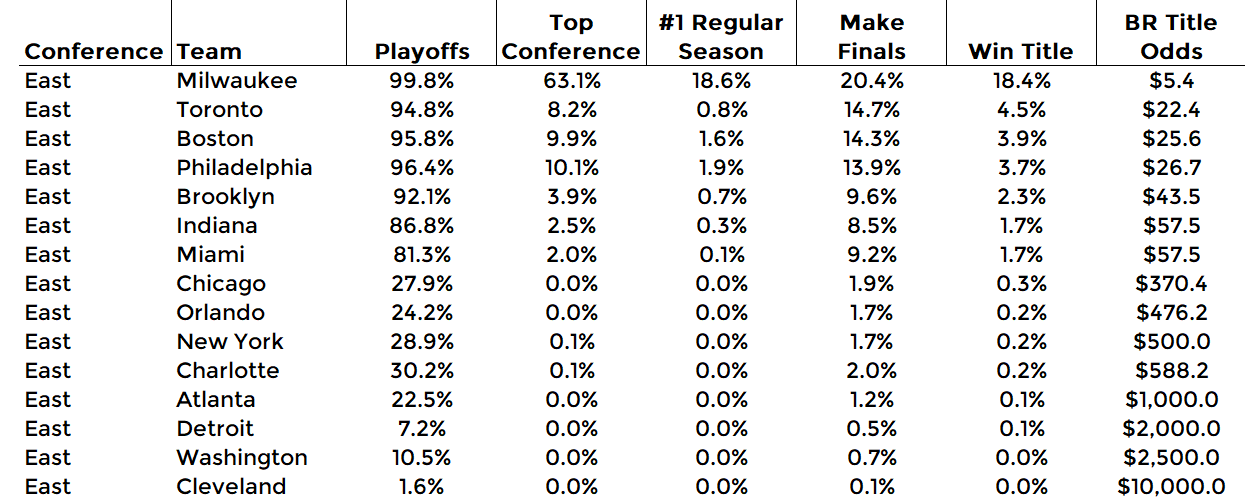 Conference Team Playoffs Top Conference #1 Regular Season Make Finals Win Title BR Title Odds
East Milwaukee 99.8% 63.1% 18.6% 20.4% 18.4% $5.4
East Toronto 94.8% 8.2% 0.8% 14.7% 4.5% $22.4
East Boston 95.8% 9.9% 1.6% 14.3% 3.9% $25.6
East Philadelphia 96.4% 10.1% 1.9% 13.9% 3.7% $26.7
East Brooklyn 92.1% 3.9% 0.7% 9.6% 2.3% $43.5
East Indiana 86.8% 2.5% 0.3% 8.5% 1.7% $57.5
East Miami 81.3% 2.0% 0.1% 9.2% 1.7% $57.5
East Chicago 27.9% 0.0% 0.0% 1.9% 0.3% $370.4
East Orlando 24.2% 0.0% 0.0% 1.7% 0.2% $476.2
East New York 28.9% 0.1% 0.0% 1.7% 0.2% $500.0
East Charlotte 30.2% 0.1% 0.0% 2.0% 0.2% $588.2
East Atlanta 22.5% 0.0% 0.0% 1.2% 0.1% $1,000.0
East Detroit 7.2% 0.0% 0.0% 0.5% 0.1% $2,000.0
East Washington 10.5% 0.0% 0.0% 0.7% 0.0% $2,500.0
East Cleveland 1.6% 0.0% 0.0% 0.1% 0.0% $10,000.0